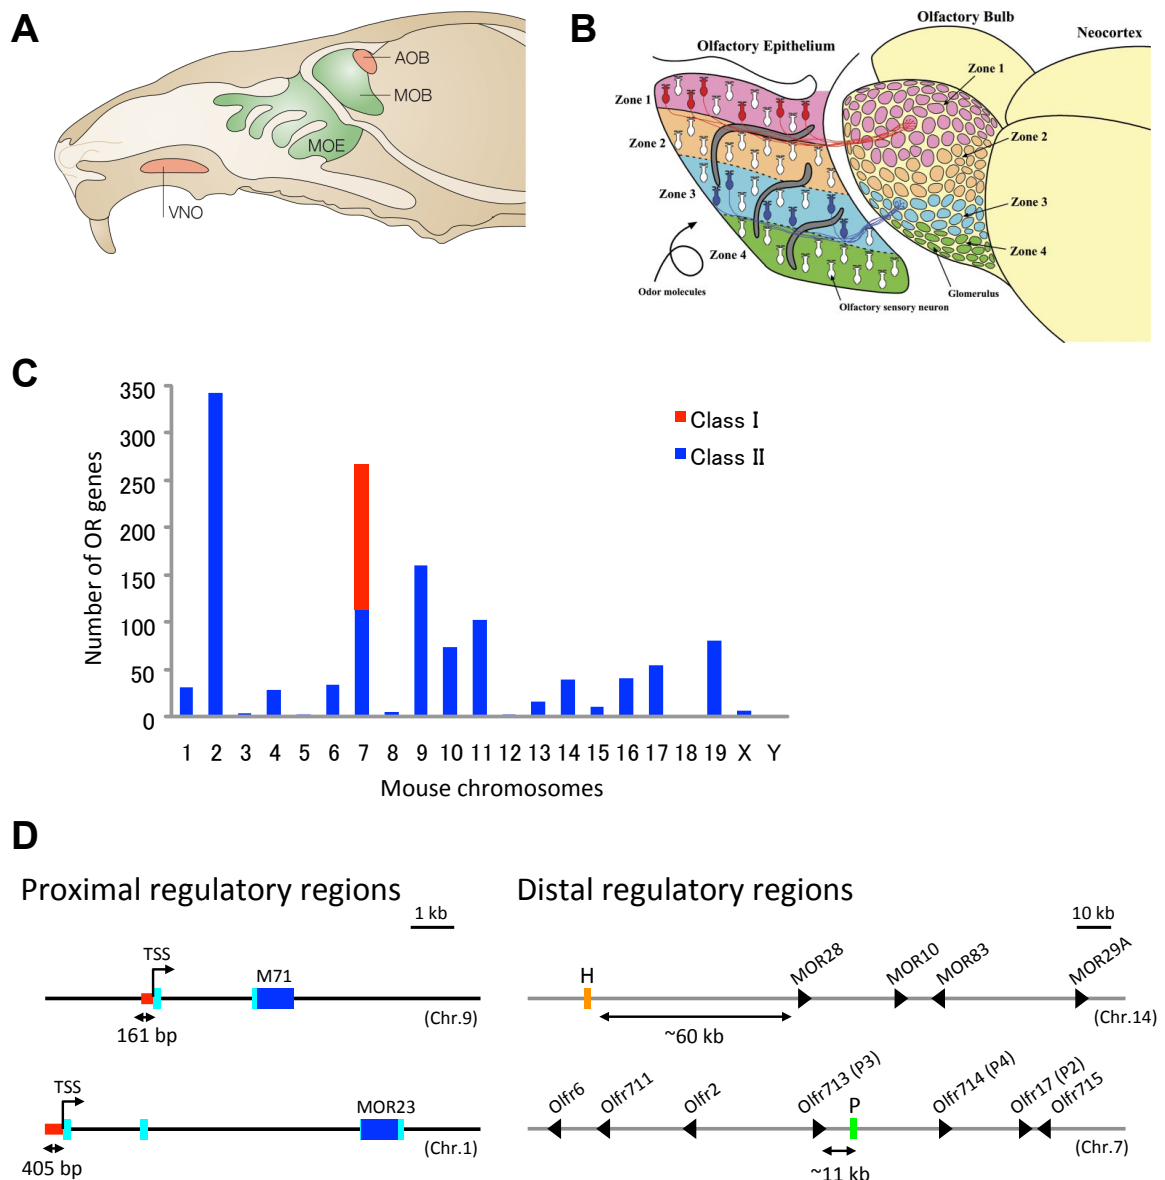 A
AOB
MOB
MOE
VNO
B
Olfactory Bulb
Neocortex
Olfactory Epithelium
Zone 1
Zone 1
Zone 2
Zone 2
Zone 3
Zone 3
Zone 4
Zone 4
Odor molecules
Glomerulus
Olfactory sensory neuron
C
350
300
250
200
150
100
50
0
Number of OR genes
Class I
Class II
1 2 3 4 5 6 7 8 9 10 11 12 13 14 15 16 17 18 19 X Y
Mouse chromosomes
D
Proximal regulatory regions
1 kb
TSS
M71
161 bp
(Chr.9)
TSS
MOR23
405 bp
(Chr.1)
Distal regulatory regions
10 kb
H
MOR28
MOR10
MOR83
MOR29A
~60 kb
(Chr.14)
Olfr6
Olfr711
Olfr2
Olfr713 (P3)
P
Olfr714 (P4)
Olfr17 (P2)
Olfr715
~11 kb
(Chr.7)